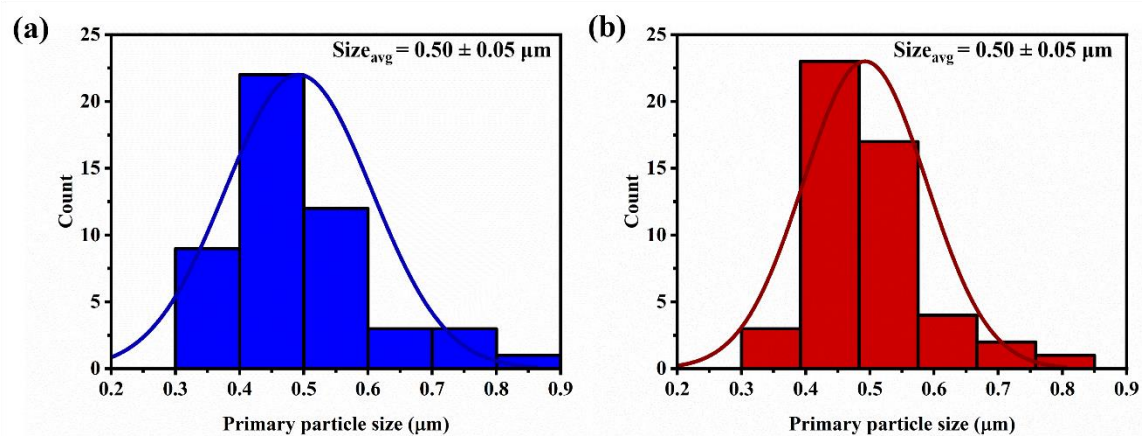 (a)
Size_avg = 0.50 ± 0.05 μm
Count
25
20
15
10
5
0
0.2 0.3 0.4 0.5 0.6 0.7 0.8 0.9
Primary particle size (μm)
(b)
Size_avg = 0.50 ± 0.05 μm
Count
25
20
15
10
5
0
0.2 0.3 0.4 0.5 0.6 0.7 0.8 0.9
Primary particle size (μm)